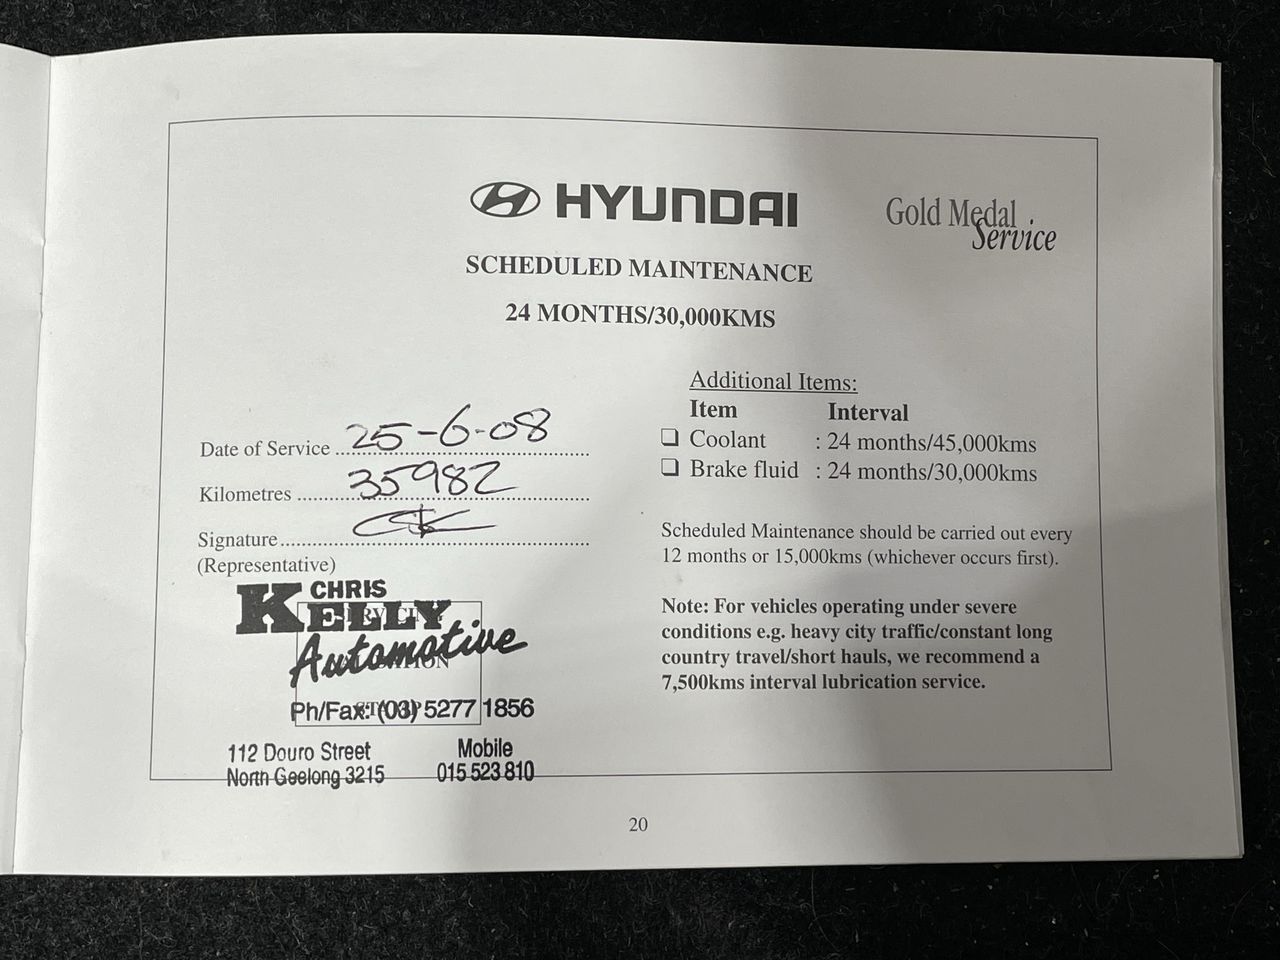 HYUNDAI
Gold Medal
Service
SCHEDULED MAINTENANCE
24 MONTHS/30,000KMS
Date of Service 25-6-08
Kilometres 35982
Signature CK
(Representative)
CHRIS
KELLY
Automotive
Ph/Fax: (03) 5277 1856
112 Douro Street
North Geelong 3215
Mobile
015 523 810
Additional Items:
Item Interval
❏ Coolant : 24 months/45,000kms
❏ Brake fluid : 24 months/30,000kms
Scheduled Maintenance should be carried out every
12 months or 15,000kms (whichever occurs first).
Note: For vehicles operating under severe
conditions e.g. heavy city traffic/constant long
country travel/short hauls, we recommend a
7,500kms interval lubrication service.
20